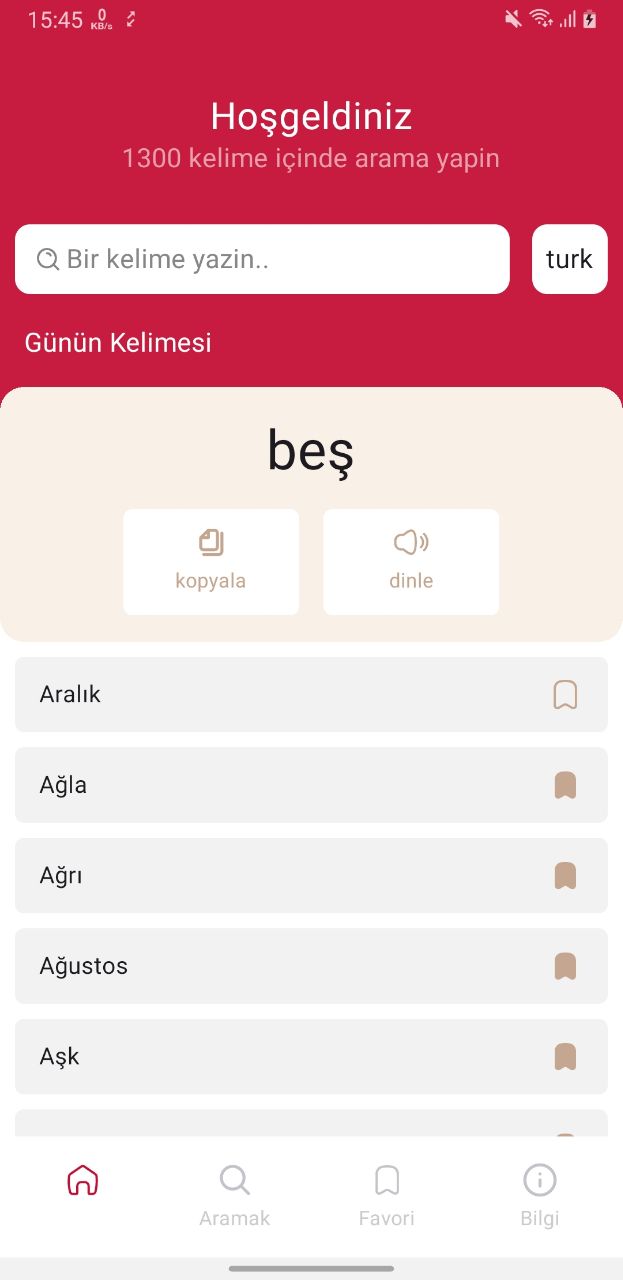 15:45 0 KB/s
Hoşgeldiniz
1300 kelime içinde arama yapin
Bir kelime yazin..
turk
Günün Kelimesi
beş
kopyala
dinle
Aralık
Ağla
Ağrı
Ağustos
Aşk
Aramak
Favori
Bilgi